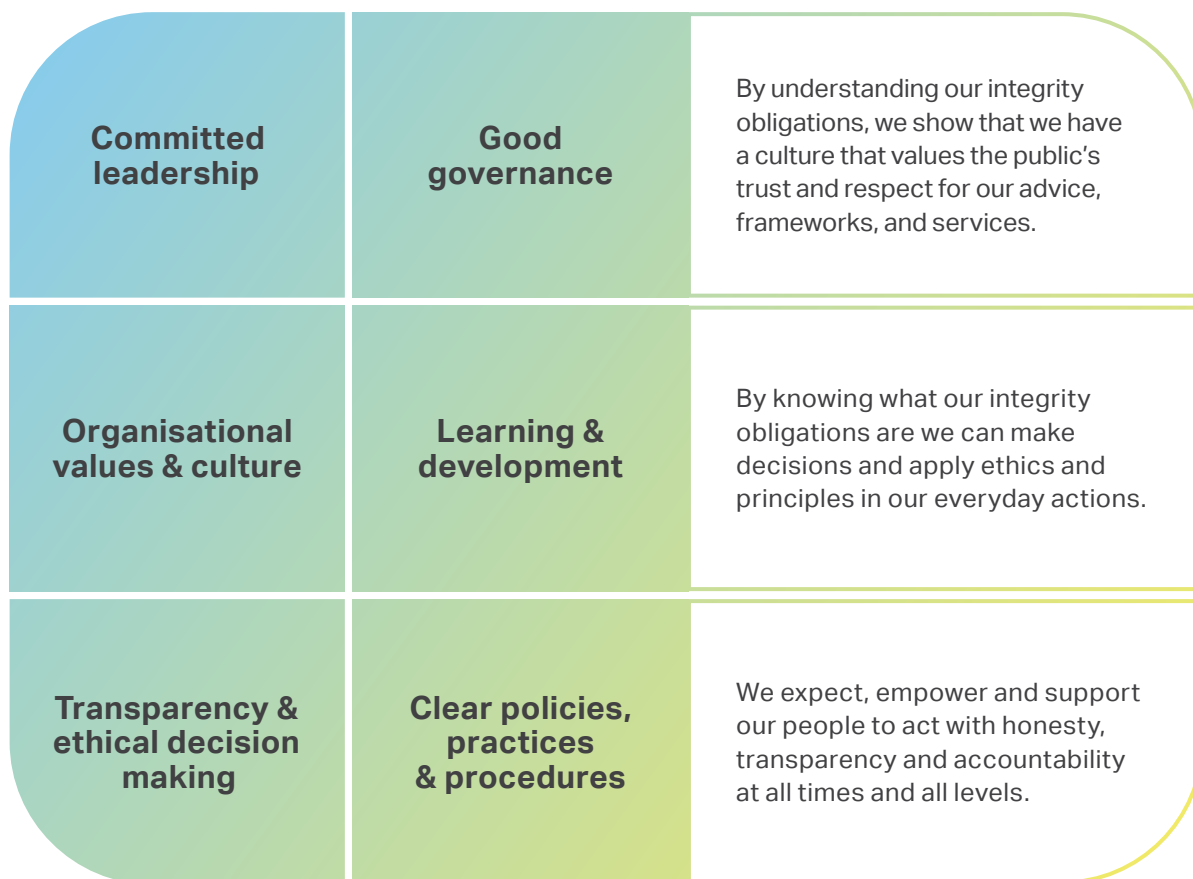 Committed
leadership
Good
governance
By understanding our integrity
obligations, we show that we have
a culture that values the public’s
trust and respect for our advice,
frameworks, and services.
Organisational
values & culture
Learning &
development
By knowing what our integrity
obligations are we can make
decisions and apply ethics and
principles in our everyday actions.
Transparency &
ethical decision
making
Clear policies,
practices
& procedures
We expect, empower and support
our people to act with honesty,
transparency and accountability
at all times and all levels.